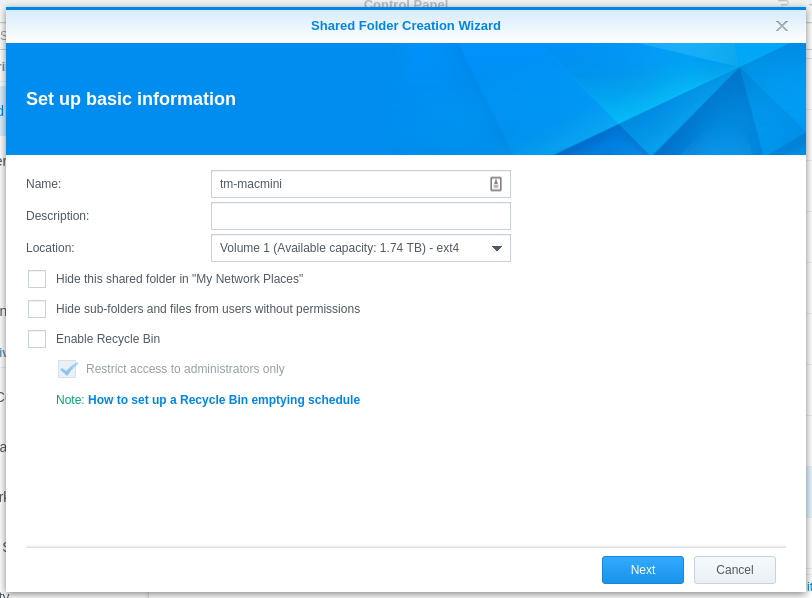 Control Panel
Shared Folder Creation Wizard
Set up basic information
Name:
tm-macmini
Description:
Location:
Volume 1 (Available capacity: 1.74 TB) - ext4
Hide this shared folder in "My Network Places"
Hide sub-folders and files from users without permissions
Enable Recycle Bin
Restrict access to administrators only
Note: How to set up a Recycle Bin emptying schedule
Next
Cancel